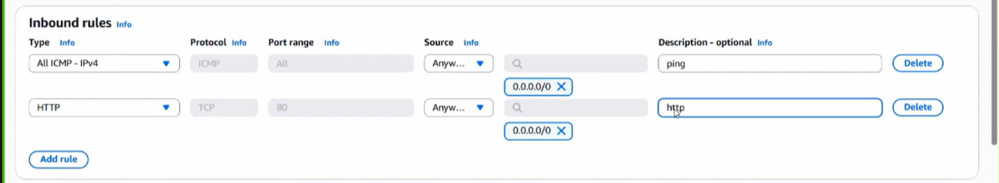 Inbound rules Info
Type Info Protocol Info Port range Info Source Info Description - optional Info
All ICMP - IPv4 ICMP All Anyw... ping Delete
0.0.0.0/0
HTTP TCP 80 Anyw... http Delete
0.0.0.0/0
Add rule